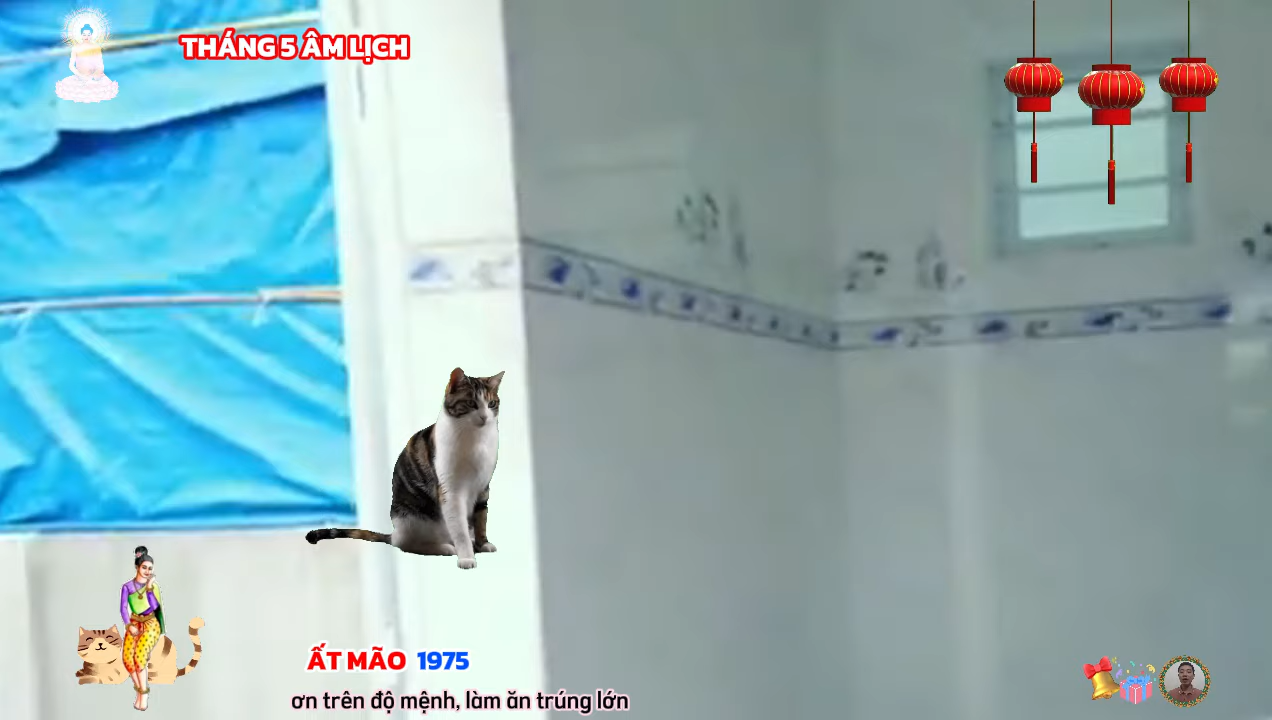 THÁNG 5 ÂM LỊCH
ẤT MÃO 1975
ơn trên độ mệnh, làm ăn trúng lớn